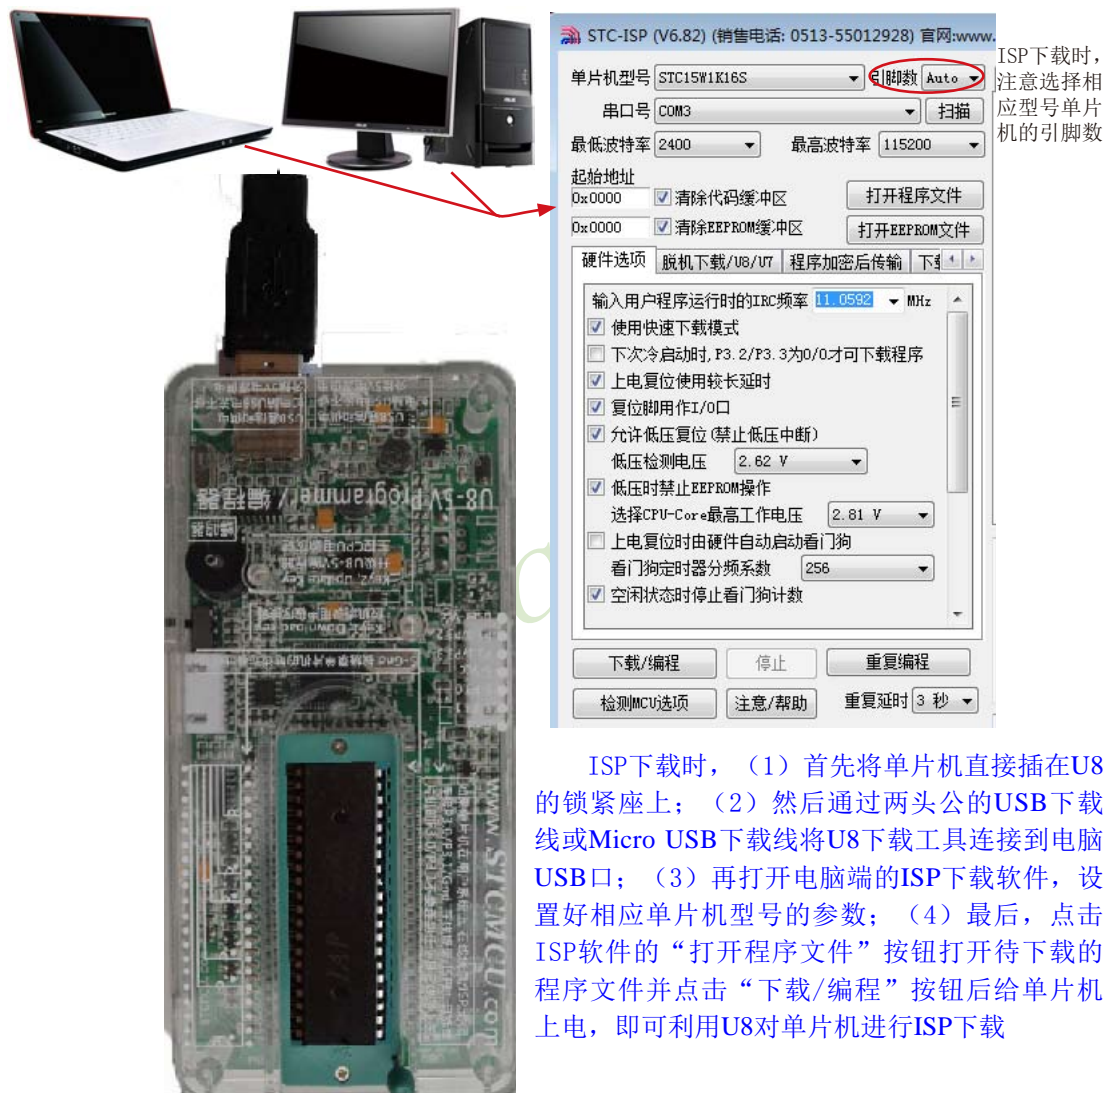 STC-ISP (V6.82) (销售电话: 0513-55012928) 官网:www.
单片机型号 STC15W1K16S 引脚数 Auto
串口号 COM3 扫描
最低波特率 2400 最高波特率 115200
起始地址
0x0000 清除代码缓冲区 打开程序文件
0x0000 清除EEPROM缓冲区 打开EEPROM文件
硬件选项 脱机下载/U8/U7 程序加密后传输
输入用户程序运行时的IRC频率 11.0592 MHz
使用快速下载模式
下次冷启动时, P3.2/P3.3为0/0才可下载程序
上电复位使用较长延时
复位脚用作I/O口
允许低压复位(禁止低压中断)
低压检测电压 2.62 V
低压时禁止EEPROM操作
选择CPU-Core最高工作电压 2.81 V
上电复位时由硬件自动启动看门狗
看门狗定时器分频系数 256
空闲状态时停止看门狗计数
下载/编程 停止 重复编程
检测MCU选项 注意/帮助 重复延时 3 秒
ISP下载时，
注意选择相
应型号单片
机的引脚数
U8-5V Programmer / 编程器
www.STCMCU.com
ISP下载时，（1）首先将单片机直接插在U8
的锁紧座上；（2）然后通过两头公的USB下载
线或Micro USB下载线将U8下载工具连接到电脑
USB口；（3）再打开电脑端的ISP下载软件，设
置好相应单片机型号的参数；（4）最后，点击
ISP软件的“打开程序文件”按钮打开待下载的
程序文件并点击“下载/编程”按钮后给单片机
上电，即可利用U8对单片机进行ISP下载